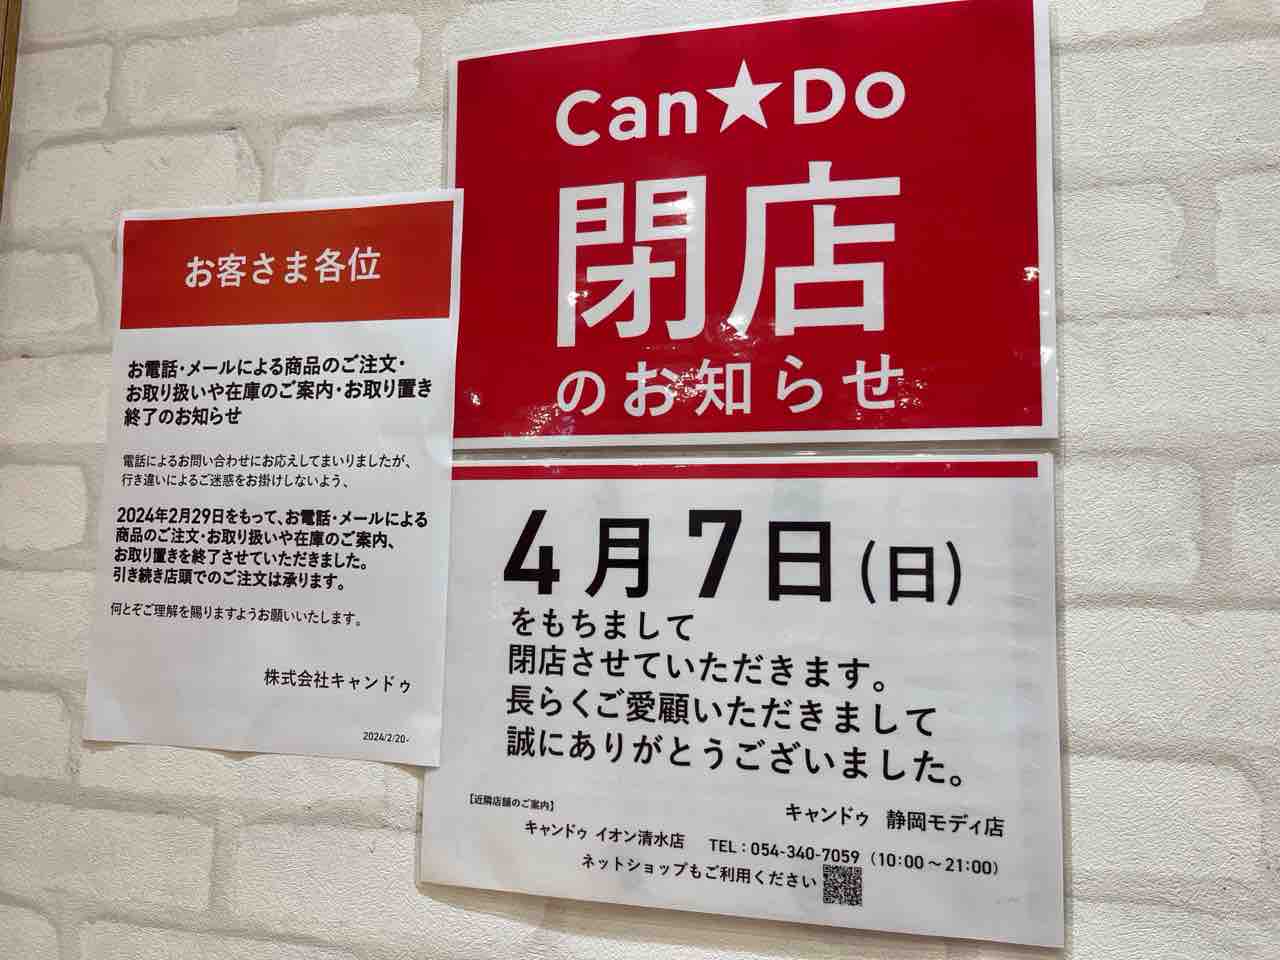 Can★Do
閉店
のお知らせ
4月7日(日)
をもちまして
閉店させていただきます。
長らくご愛顧いただきまして
誠にありがとうございました。
キャンドゥ 静岡モディ店
【近隣店舗のご案内】
キャンドゥ イオン清水店 TEL：054-340-7059（10:00～21:00）
ネットショップもご利用ください
お客さま各位
お電話・メールによる商品のご注文・
お取り扱いや在庫のご案内・お取り置き
終了のお知らせ
電話によるお問い合わせにお応えしてまいりましたが、
行き違いによるご迷惑をお掛けしないよう、
2024年2月29日をもって、お電話・メールによる
商品のご注文・お取り扱いや在庫のご案内、
お取り置きを終了させていただきました。
引き続き店頭でのご注文は承ります。
何とぞご理解を賜りますようお願いいたします。
株式会社キャンドゥ
2024/2/20-